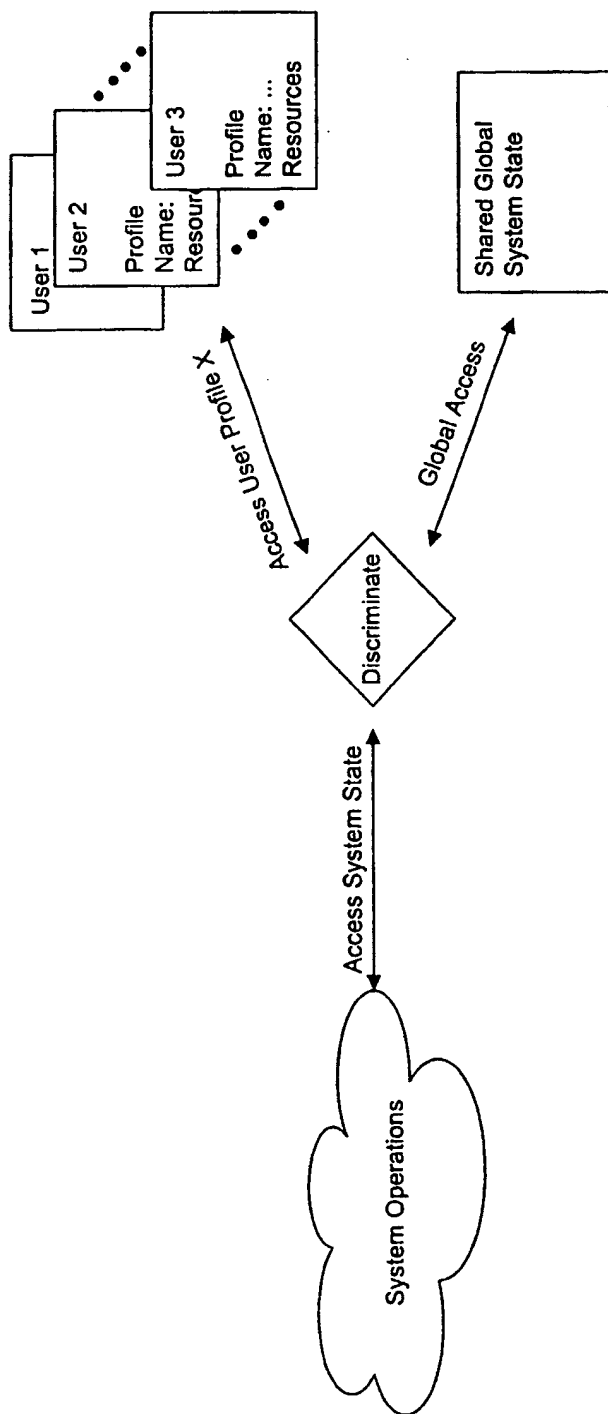 User 1
User 2
Profile
Name:
Resour
User 3
Profile
Name: ...
Resources
Access User Profile X
System Operations
Access System State
Discriminate
Global Access
Shared Global
System State